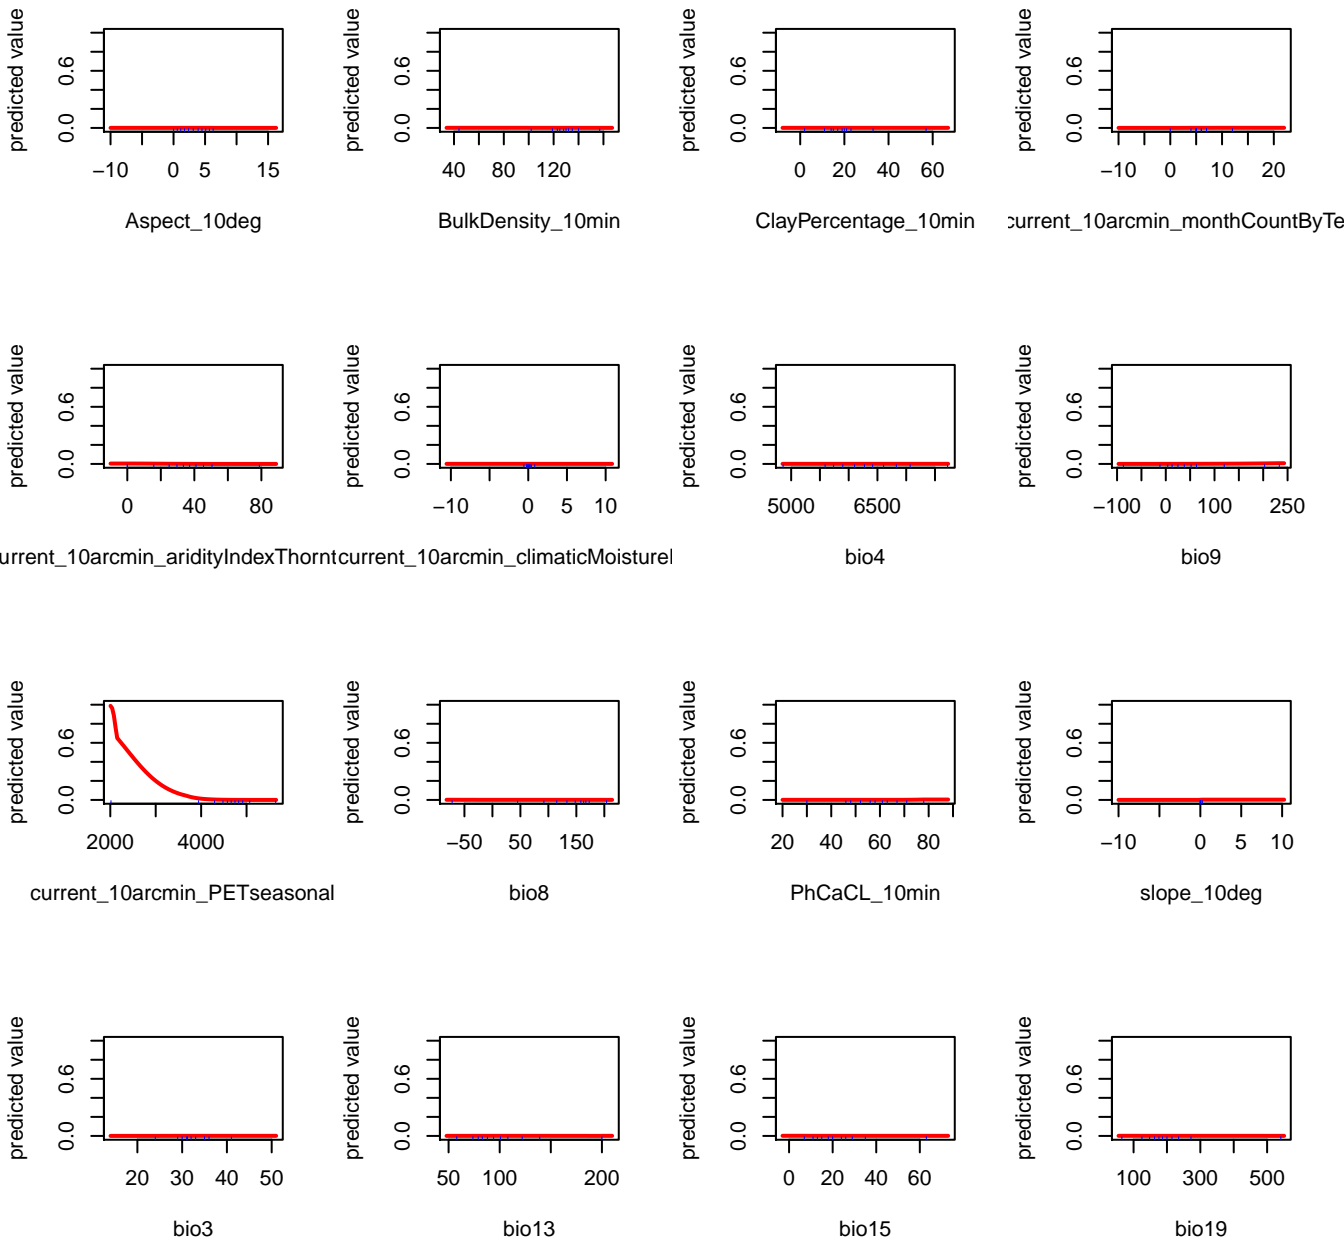 predicted value
0.0 0.6
−10 0 5 15
Aspect_10deg
predicted value
0.0 0.6
40 80 120
BulkDensity_10min
predicted value
0.0 0.6
0 20 40 60
ClayPercentage_10min
predicted value
0.0 0.6
−10 0 10 20
current_10arcmin_monthCountByTe
predicted value
0.0 0.6
0 40 80
urrent_10arcmin_aridityIndexThornt
predicted value
0.0 0.6
−10 0 5 10
current_10arcmin_climaticMoistureI
predicted value
0.0 0.6
5000 6500
bio4
predicted value
0.0 0.6
−100 0 100 250
bio9
predicted value
0.0 0.6
2000 4000
current_10arcmin_PETseasonal
predicted value
0.0 0.6
−50 50 150
bio8
predicted value
0.0 0.6
20 40 60 80
PhCaCL_10min
predicted value
0.0 0.6
−10 0 5 10
slope_10deg
predicted value
0.0 0.6
20 30 40 50
bio3
predicted value
0.0 0.6
50 100 200
bio13
predicted value
0.0 0.6
0 20 40 60
bio15
predicted value
0.0 0.6
100 300 500
bio19